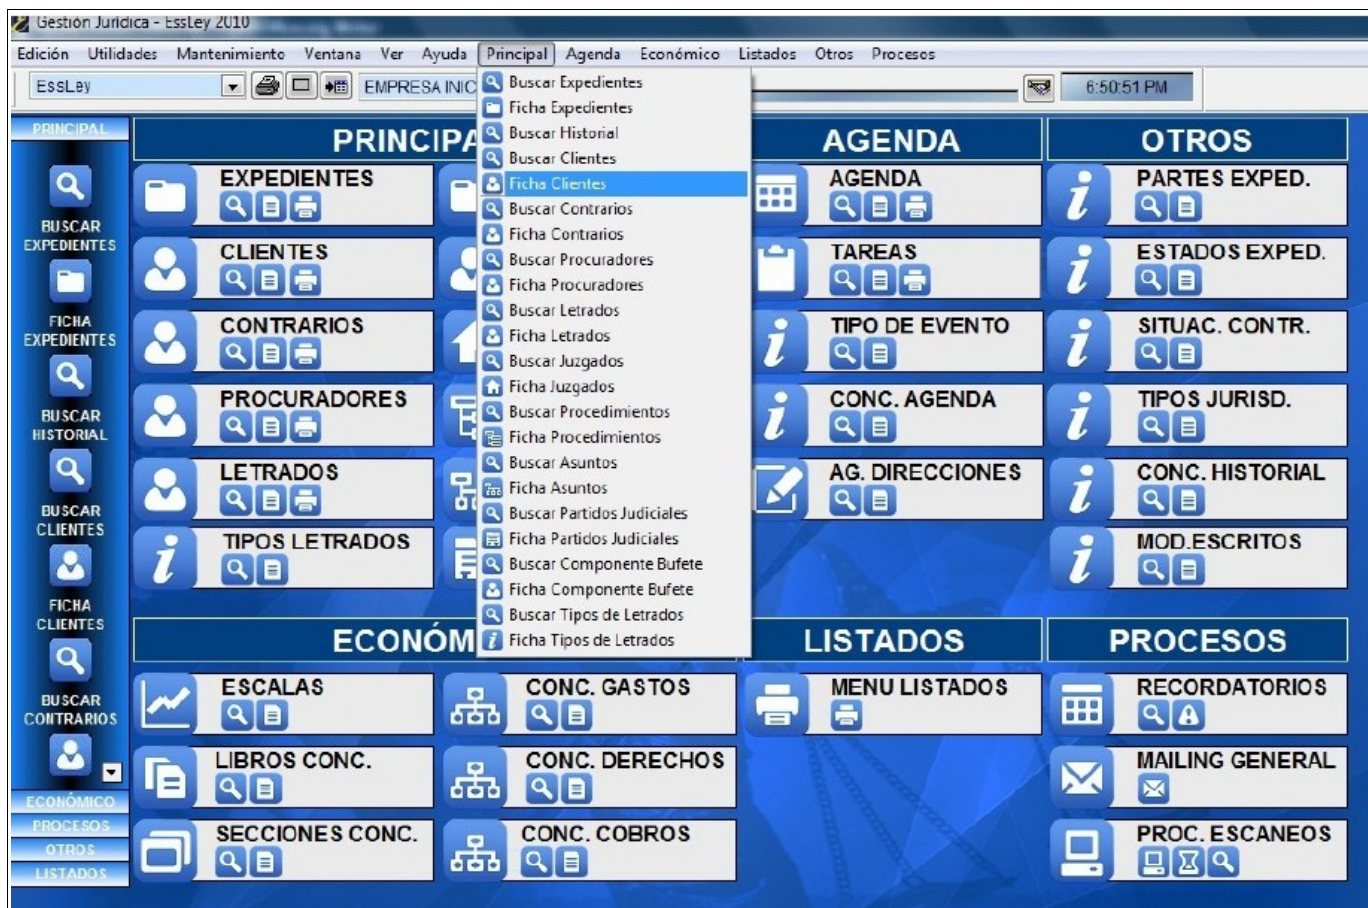 Gestión Jurídica - EssLey 2010
Edición Utilidades Mantenimiento Ventana Ver Ayuda Principal Agenda Económico Listados Otros Procesos
EssLey
EMPRESA INIC
6:50:51 PM
PRINCIPAL
BUSCAR
EXPEDIENTES
FICHA
EXPEDIENTES
BUSCAR
HISTORIAL
BUSCAR
CLIENTES
FICHA
CLIENTES
BUSCAR
CONTRARIOS
ECONÓMICO
PROCESOS
OTROS
LISTADOS
PRINCIPA
EXPEDIENTES
CLIENTES
CONTRARIOS
PROCURADORES
LETRADOS
TIPOS LETRADOS
Buscar Expedientes
Ficha Expedientes
Buscar Historial
Buscar Clientes
Ficha Clientes
Buscar Contrarios
Ficha Contrarios
Buscar Procuradores
Ficha Procuradores
Buscar Letrados
Ficha Letrados
Buscar Juzgados
Ficha Juzgados
Buscar Procedimientos
Ficha Procedimientos
Buscar Asuntos
Ficha Asuntos
Buscar Partidos Judiciales
Ficha Partidos Judiciales
Buscar Componente Bufete
Ficha Componente Bufete
Buscar Tipos de Letrados
Ficha Tipos de Letrados
AGENDA
AGENDA
TAREAS
TIPO DE EVENTO
CONC. AGENDA
AG. DIRECCIONES
OTROS
PARTES EXPED.
ESTADOS EXPED.
SITUAC. CONTR.
TIPOS JURISD.
CONC. HISTORIAL
MOD.ESCRITOS
ECONÓM
ESCALAS
LIBROS CONC.
SECCIONES CONC.
CONC. GASTOS
CONC. DERECHOS
CONC. COBROS
LISTADOS
MENU LISTADOS
PROCESOS
RECORDATORIOS
MAILING GENERAL
PROC. ESCANEOS